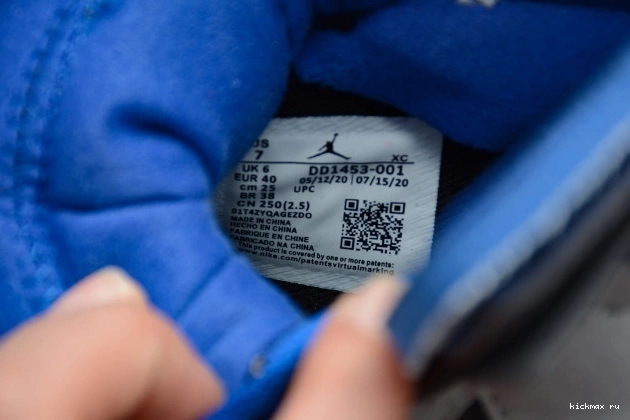 US
7 XC
UK 6 DD1453-001
EUR 40 05/12/20 | 07/15/20
cm 25 UPC
BR 38
CN 250(2.5)
01T4ZYQAGEZDO
MADE IN CHINA
HECHO EN CHINA
FABRIQUE EN CHINE
FABRICADO NA CHINA
This product is covered by one or more patents:
www.nike.com/patentsvirtualmarking
kickmax ru